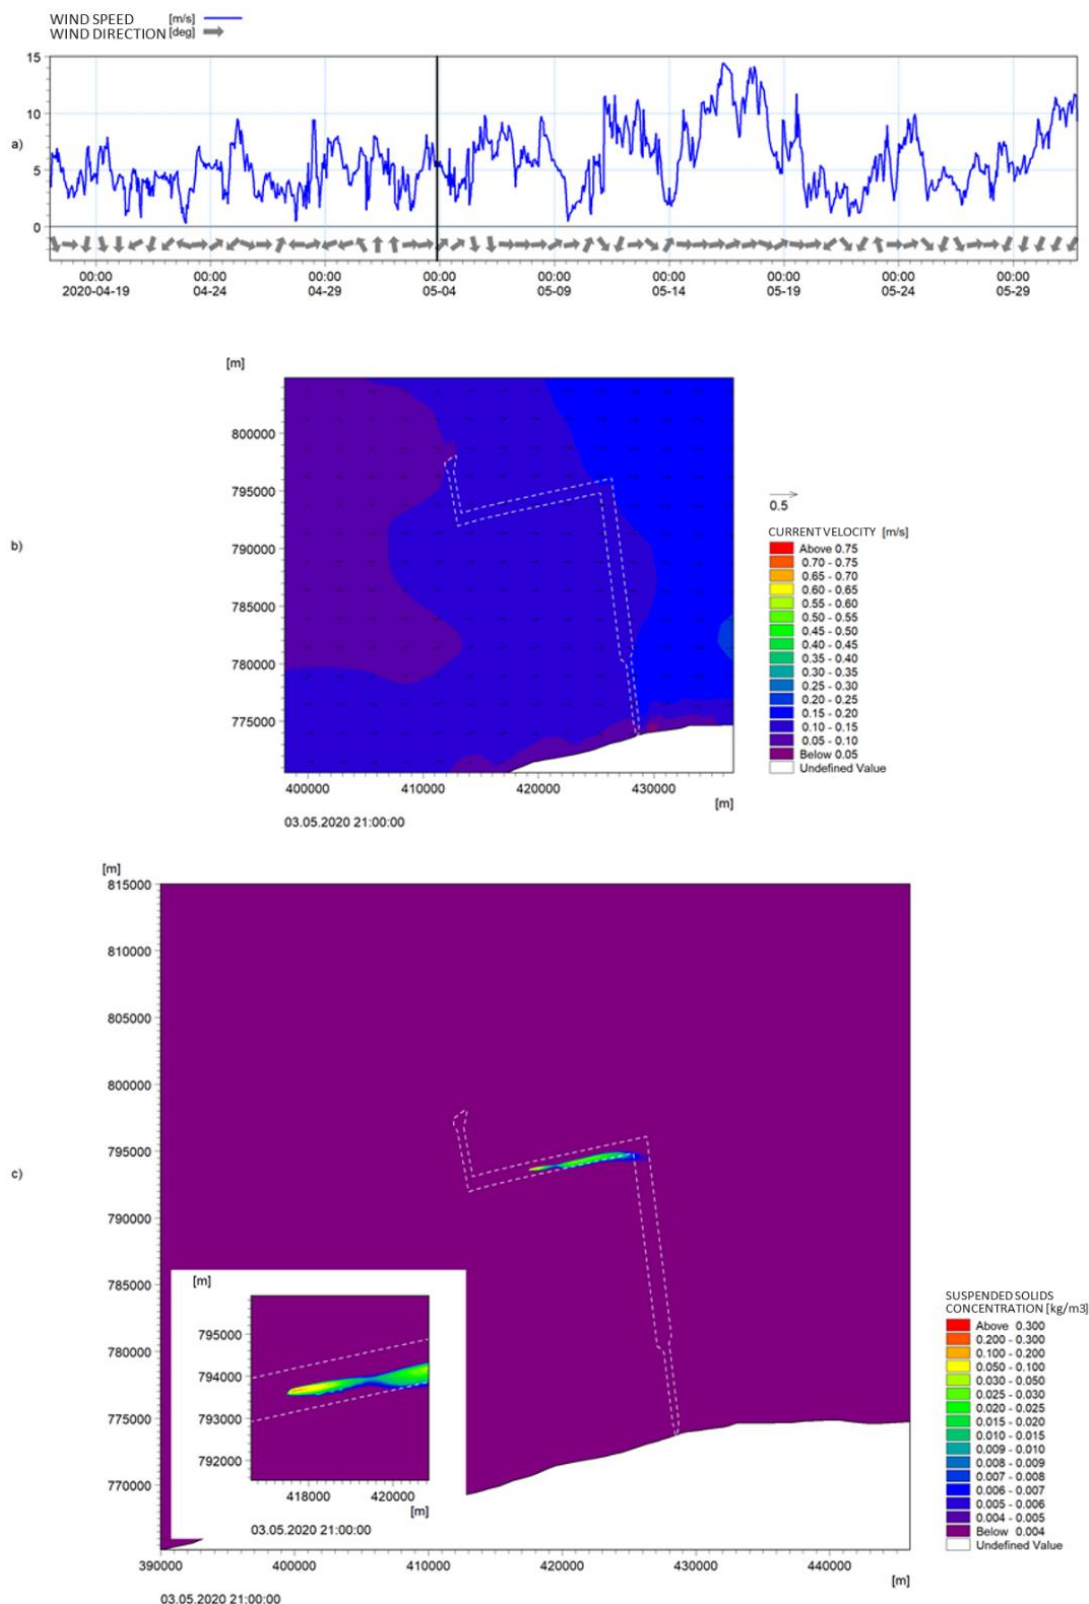 WIND SPEED [m/s]
WIND DIRECTION [deg]
a)
15
10
5
0
00:00 00:00 00:00 00:00 00:00 00:00 00:00 00:00 00:00
2020-04-19 04-24 04-29 05-04 05-09 05-14 05-19 05-24 05-29
b)
[m]
800000
795000
790000
785000
780000
775000
400000 410000 420000 430000
[m]
03.05.2020 21:00:00
0.5
CURRENT VELOCITY [m/s]
Above 0.75
0.70 - 0.75
0.65 - 0.70
0.60 - 0.65
0.55 - 0.60
0.50 - 0.55
0.45 - 0.50
0.40 - 0.45
0.35 - 0.40
0.30 - 0.35
0.25 - 0.30
0.20 - 0.25
0.15 - 0.20
0.10 - 0.15
0.05 - 0.10
Below 0.05
Undefined Value
c)
[m]
815000
810000
805000
800000
795000
790000
785000
780000
775000
770000
390000 400000 410000 420000 430000 440000
[m]
03.05.2020 21:00:00
[m]
795000
794000
793000
792000
418000 420000
[m]
03.05.2020 21:00:00
SUSPENDED SOLIDS
CONCENTRATION [kg/m3]
Above 0.300
0.200 - 0.300
0.100 - 0.200
0.050 - 0.100
0.030 - 0.050
0.025 - 0.030
0.020 - 0.025
0.015 - 0.020
0.010 - 0.015
0.009 - 0.010
0.008 - 0.009
0.007 - 0.008
0.006 - 0.007
0.005 - 0.006
0.004 - 0.005
Below 0.004
Undefined Value